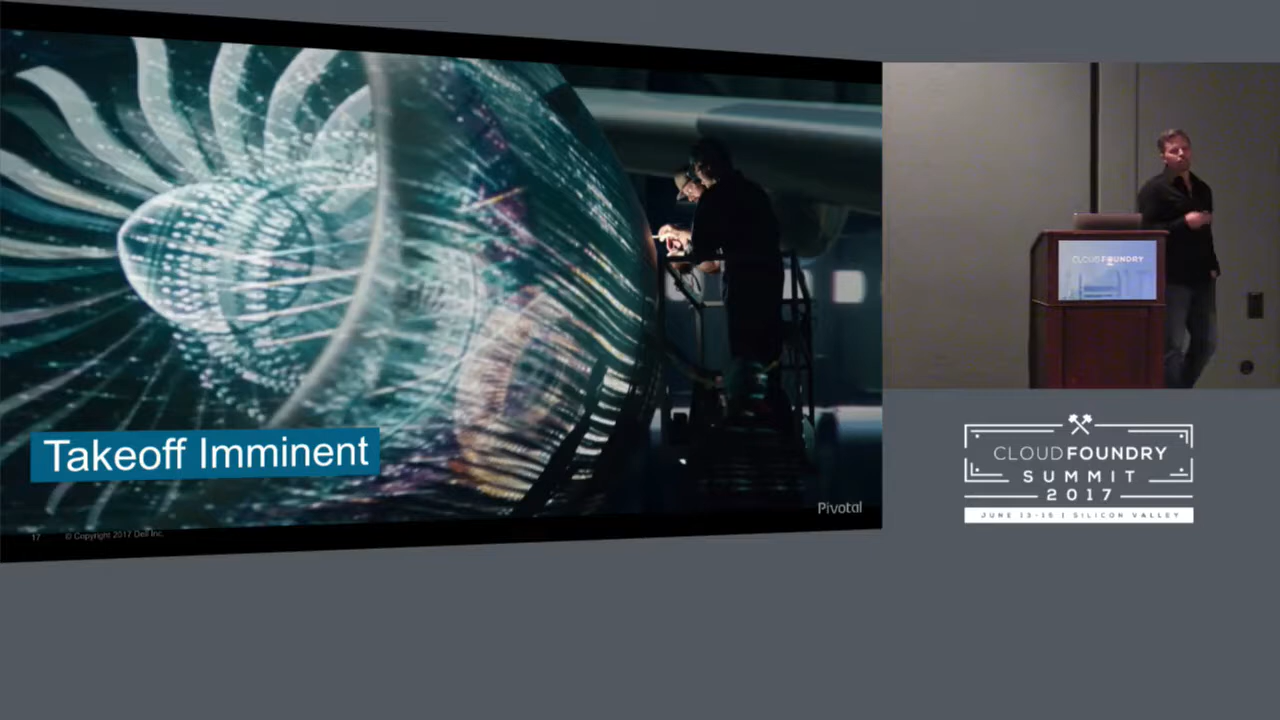 Takeoff Imminent
Pivotal
17 © Copyright 2017 Dell Inc.
CLOUD FOUNDRY
CLOUD FOUNDRY
SUMMIT
2017
JUNE 13-15 | SILICON VALLEY